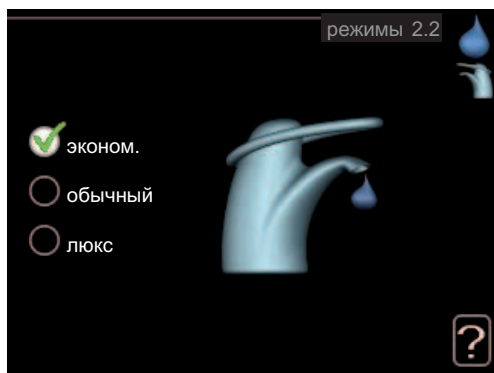 режимы 2.2
эконом.
обычный
люкс
?